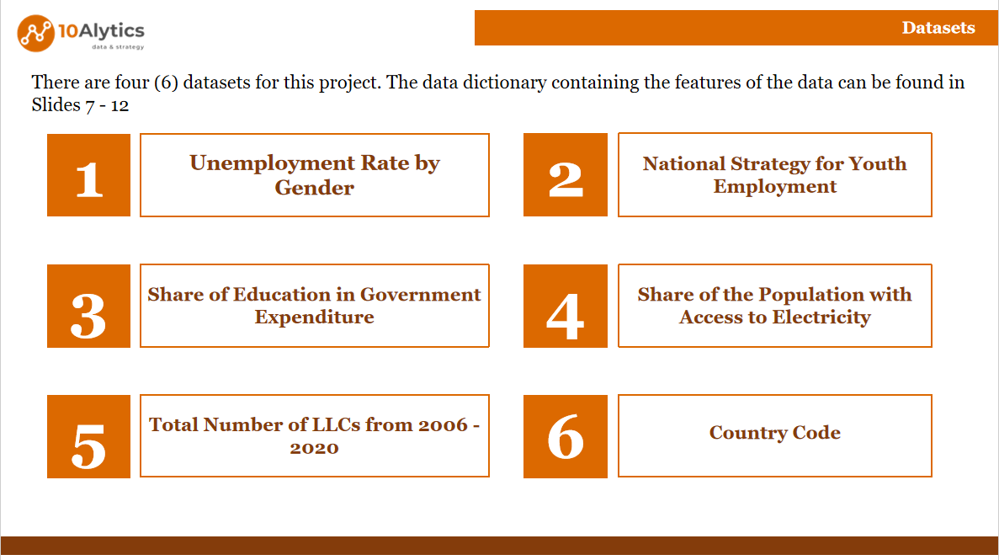 10Alytics
data & strategy
Datasets
There are four (6) datasets for this project. The data dictionary containing the features of the data can be found in
Slides 7 - 12
1
Unemployment Rate by
Gender
2
National Strategy for Youth
Employment
3
Share of Education in Government
Expenditure
4
Share of the Population with
Access to Electricity
5
Total Number of LLCs from 2006 -
2020
6
Country Code